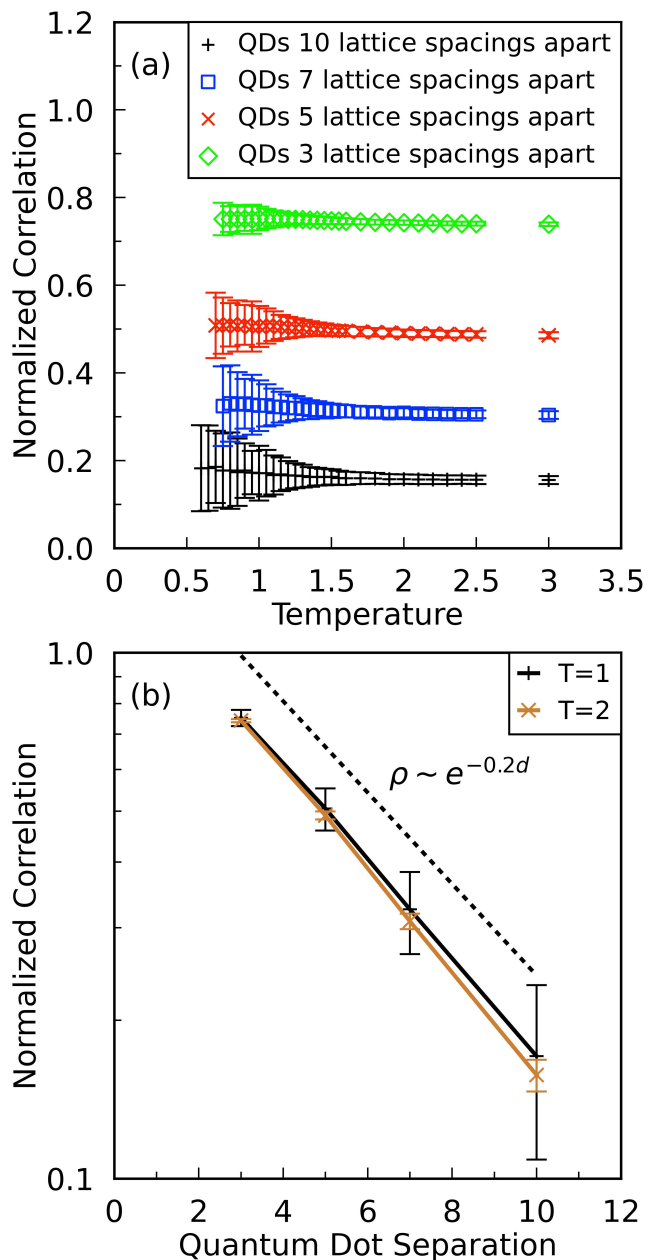 1.2
(a)
QDs 10 lattice spacings apart
QDs 7 lattice spacings apart
QDs 5 lattice spacings apart
QDs 3 lattice spacings apart
1.0
0.8
0.6
0.4
0.2
0.0
Normalized Correlation
0 0.5 1 1.5 2 2.5 3 3.5
Temperature
1.0
(b)
T=1
T=2
ρ ~ e^{-0.2d}
Normalized Correlation
0.1
0 2 4 6 8 10 12
Quantum Dot Separation